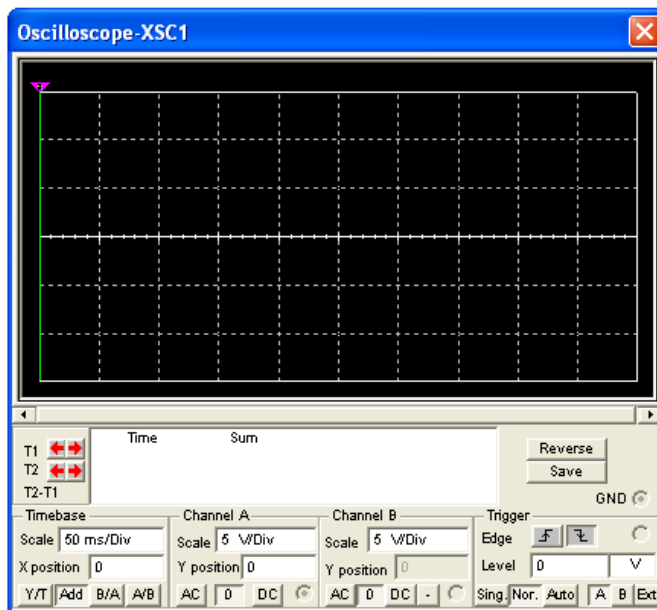 Oscilloscope-XSC1
Time Sum
T1
T2
T2-T1
Reverse
Save
GND
Timebase Channel A Channel B Trigger
Scale 50 ms/Div Scale 5 V/Div Scale 5 V/Div Edge
X position 0 Y position 0 Y position 0 Level 0 V
Y/T Add B/A A/B AC 0 DC AC 0 DC - Sing. Nor. Auto A B Ext